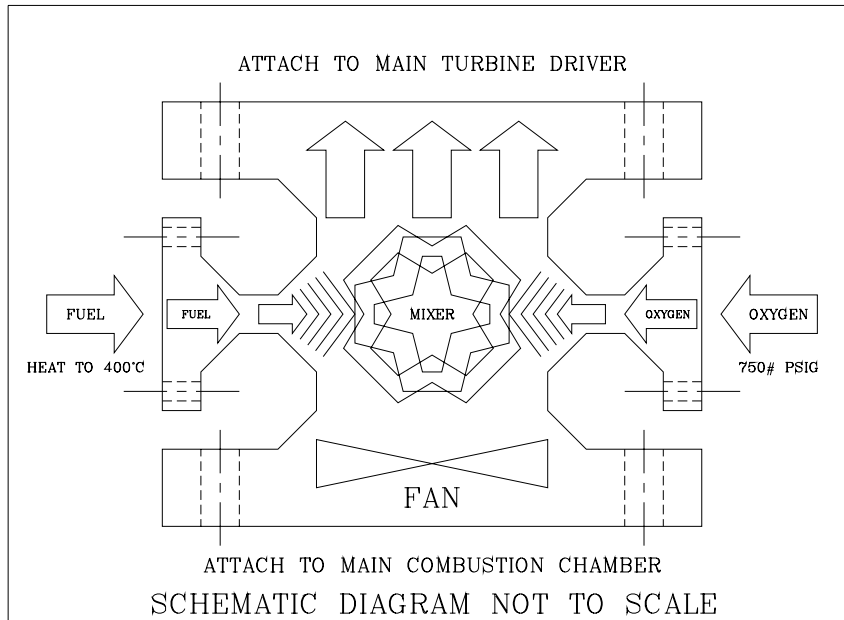 ATTACH TO MAIN TURBINE DRIVER
FUEL
FUEL
MIXER
OXYGEN
OXYGEN
HEAT TO 400°C
750# PSIG
FAN
ATTACH TO MAIN COMBUSTION CHAMBER
SCHEMATIC DIAGRAM NOT TO SCALE